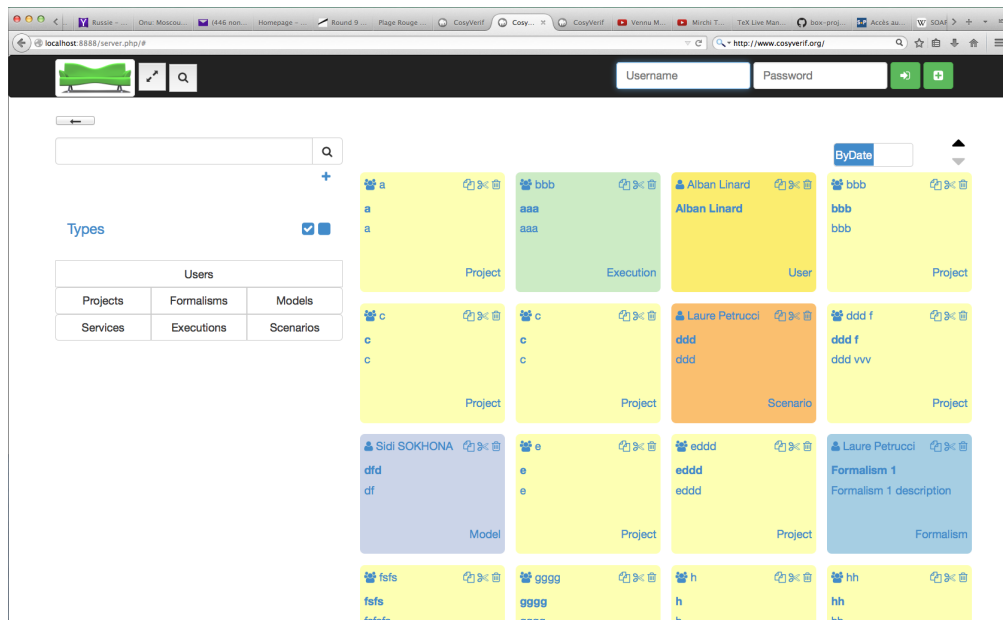 Russie - ...
Onu: Moscou...
(446 non...
Homepage - ...
Round 9 ...
Plage Rouge ...
CosyVerif
Cosy...
CosyVerif
Vennu M...
Mirchi T...
TeX Live Man...
box-proj...
Accès au...
SOAF
localhost:8888/server.php/#
http://www.cosyverif.org/
Username
Password
ByDate
Types
Users
Projects Formalisms Models
Services Executions Scenarios
a
a
a
Project
bbb
aaa
aaa
Execution
Alban Linard
Alban Linard
User
bbb
bbb
bbb
Project
c
c
c
Project
c
c
c
Project
Laure Petrucci
ddd
ddd
Scenario
ddd f
ddd f
ddd vvv
Project
Sidi SOKHONA
dfd
df
Model
e
e
e
Project
eddd
eddd
eddd
Project
Laure Petrucci
Formalism 1
Formalism 1 description
Formalism
fsfs
fsfs
gggg
gggg
h
h
hh
hh